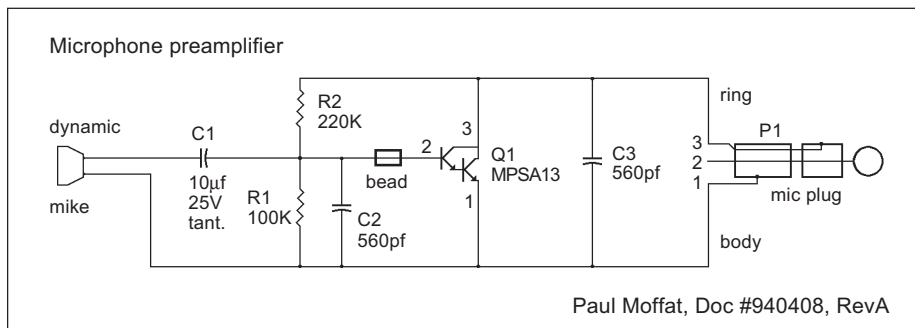 Microphone preamplifier
dynamic
mike
C1
10µf
25V
tant.
R2
220K
R1
100K
C2
560pf
bead
2
3
1
Q1
MPSA13
C3
560pf
ring
3
2
1
P1
mic plug
body
Paul Moffat, Doc #940408, RevA